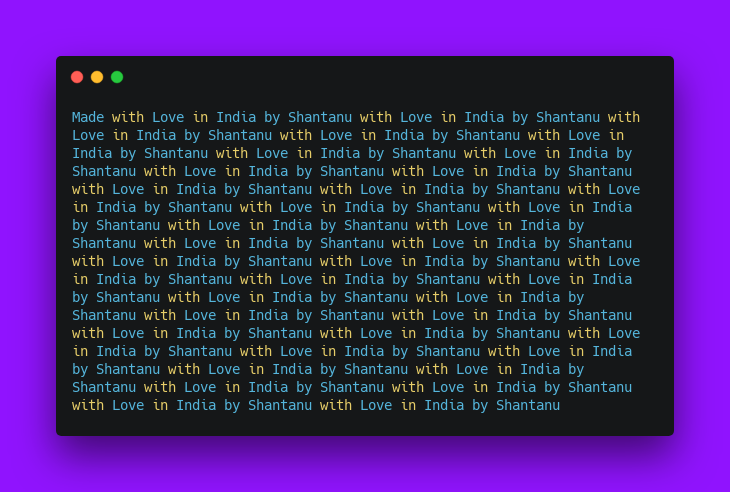 Made with Love in India by Shantanu with Love in India by Shantanu with
Love in India by Shantanu with Love in India by Shantanu with Love in
India by Shantanu with Love in India by Shantanu with Love in India by
Shantanu with Love in India by Shantanu with Love in India by Shantanu
with Love in India by Shantanu with Love in India by Shantanu with Love
in India by Shantanu with Love in India by Shantanu with Love in India
by Shantanu with Love in India by Shantanu with Love in India by
Shantanu with Love in India by Shantanu with Love in India by Shantanu
with Love in India by Shantanu with Love in India by Shantanu with Love
in India by Shantanu with Love in India by Shantanu with Love in India
by Shantanu with Love in India by Shantanu with Love in India by
Shantanu with Love in India by Shantanu with Love in India by Shantanu
with Love in India by Shantanu with Love in India by Shantanu with Love
in India by Shantanu with Love in India by Shantanu with Love in India
by Shantanu with Love in India by Shantanu with Love in India by
Shantanu with Love in India by Shantanu with Love in India by Shantanu
with Love in India by Shantanu with Love in India by Shantanu